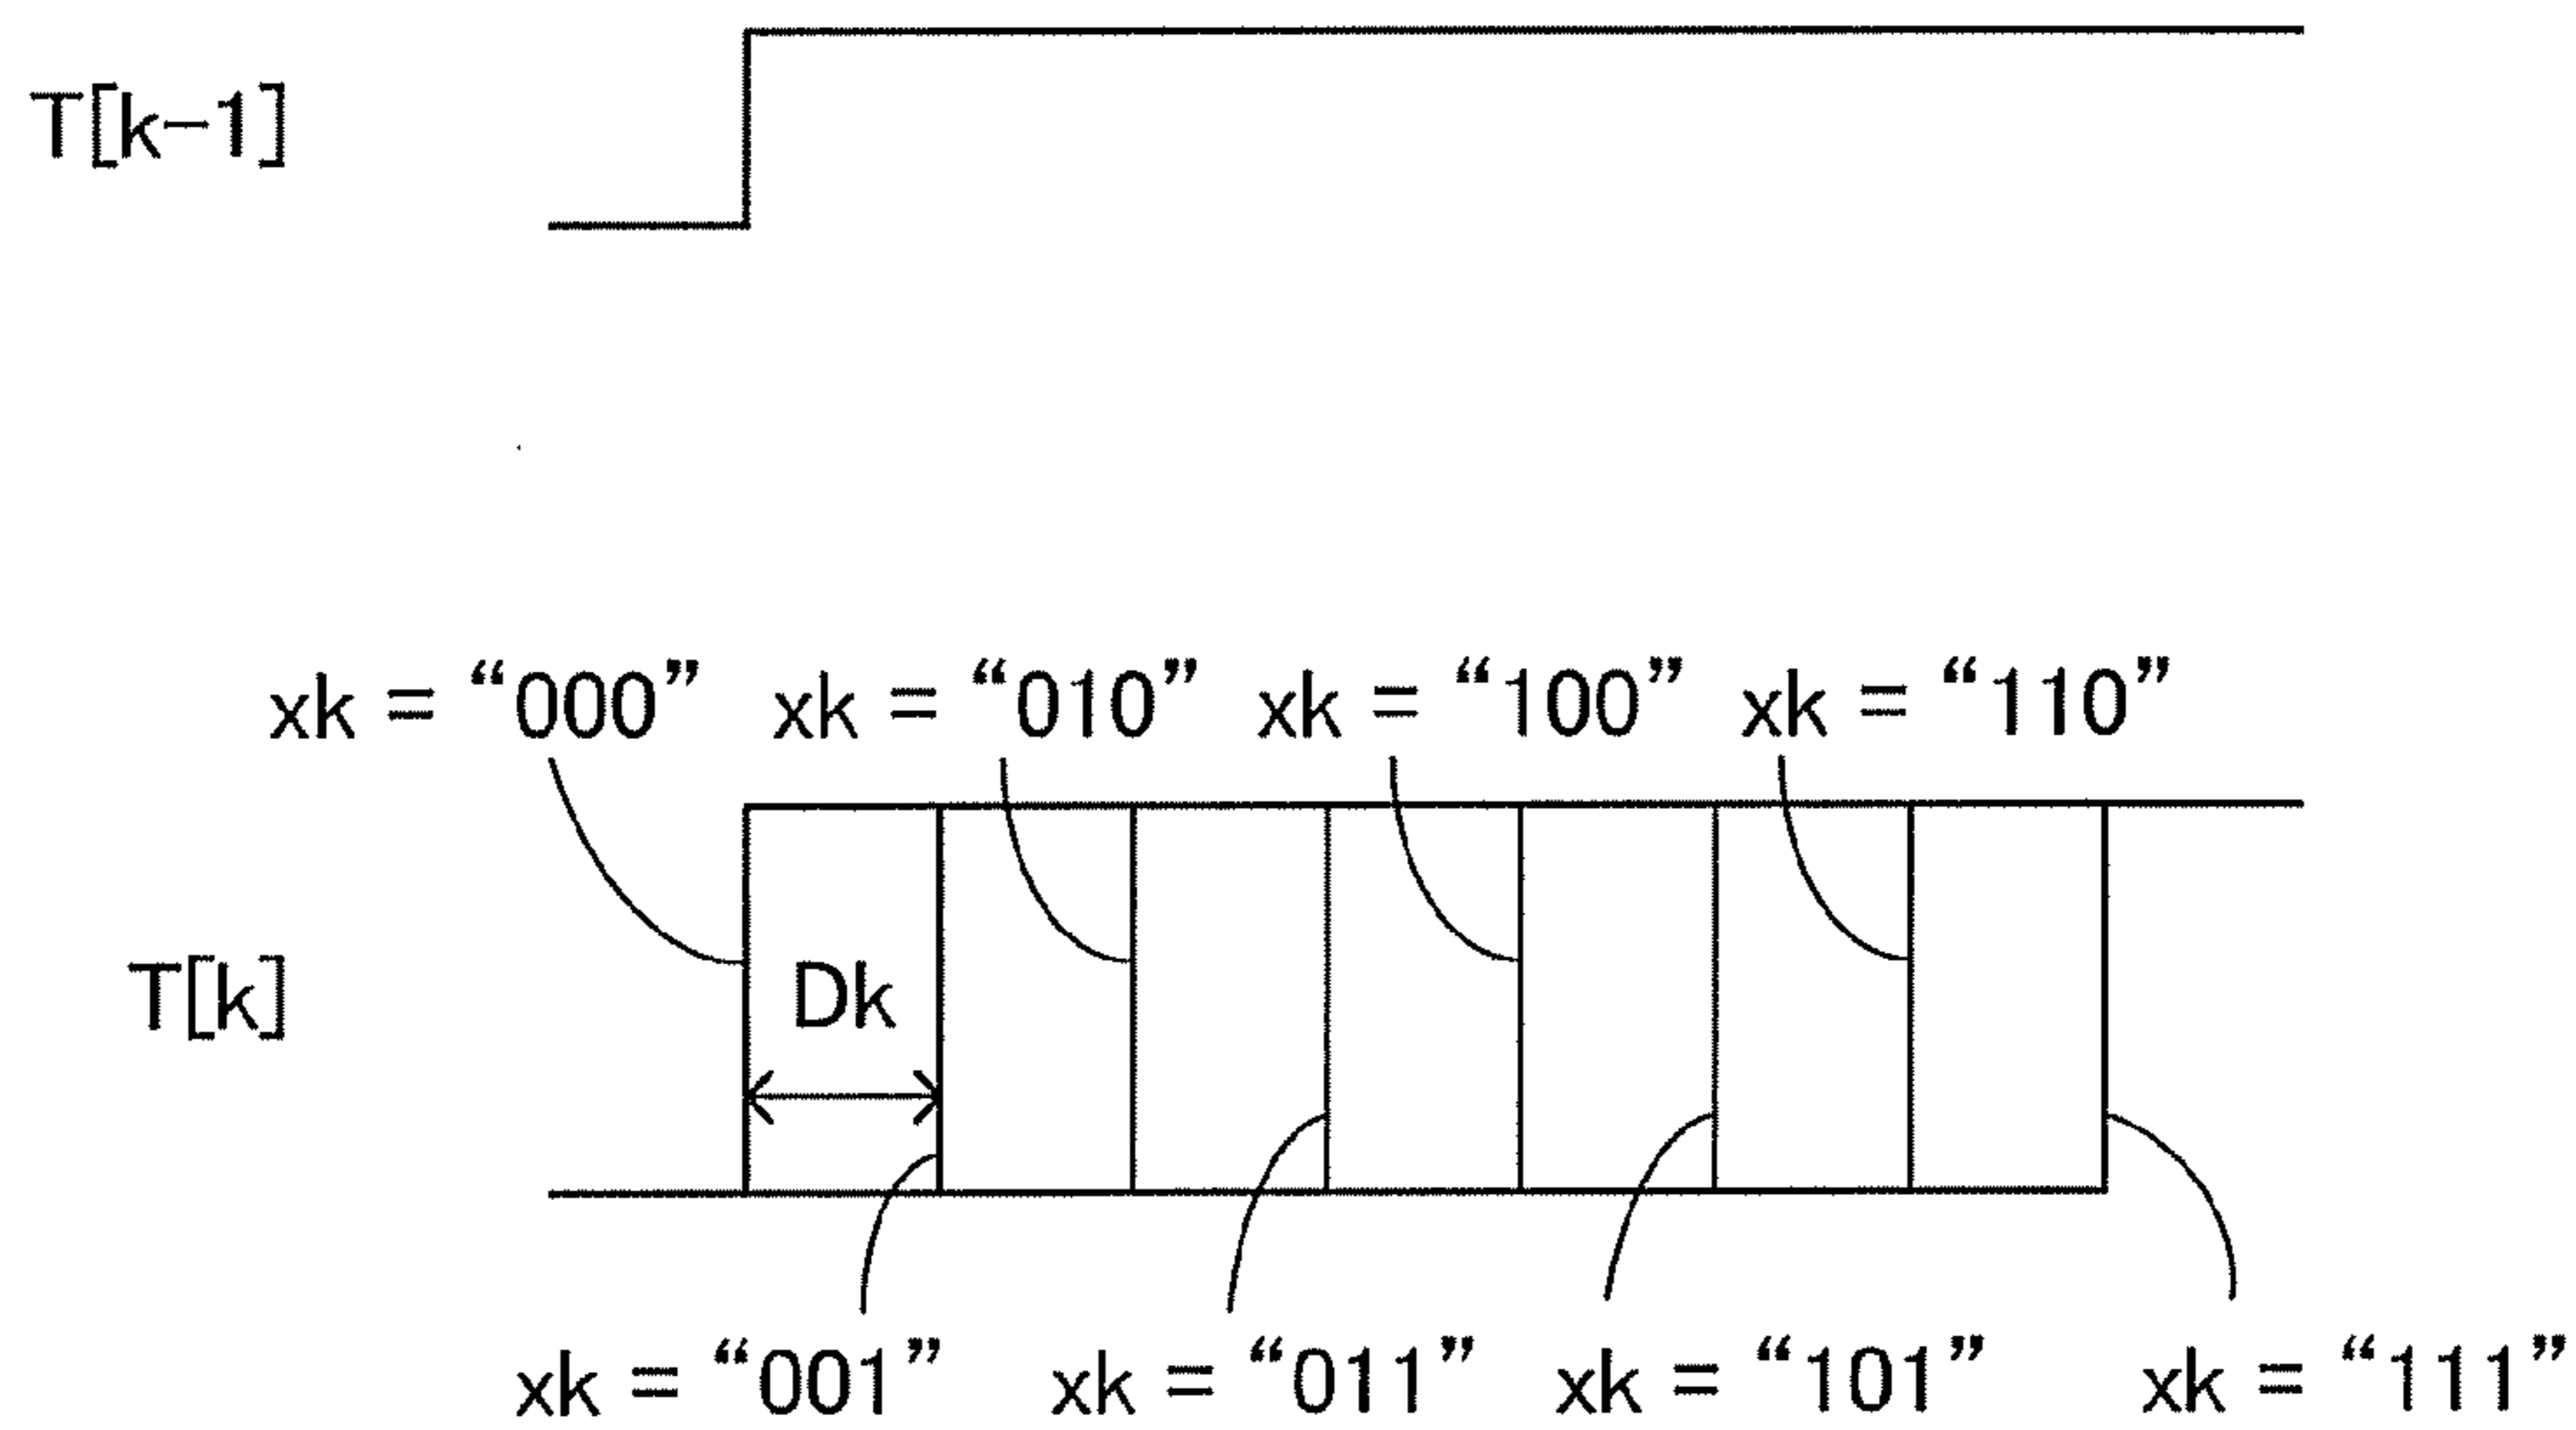 T[k-1]
xk = “000” xk = “010” xk = “100” xk = “110”
T[k]
Dk
xk = “001” xk = “011” xk = “101” xk = “111”